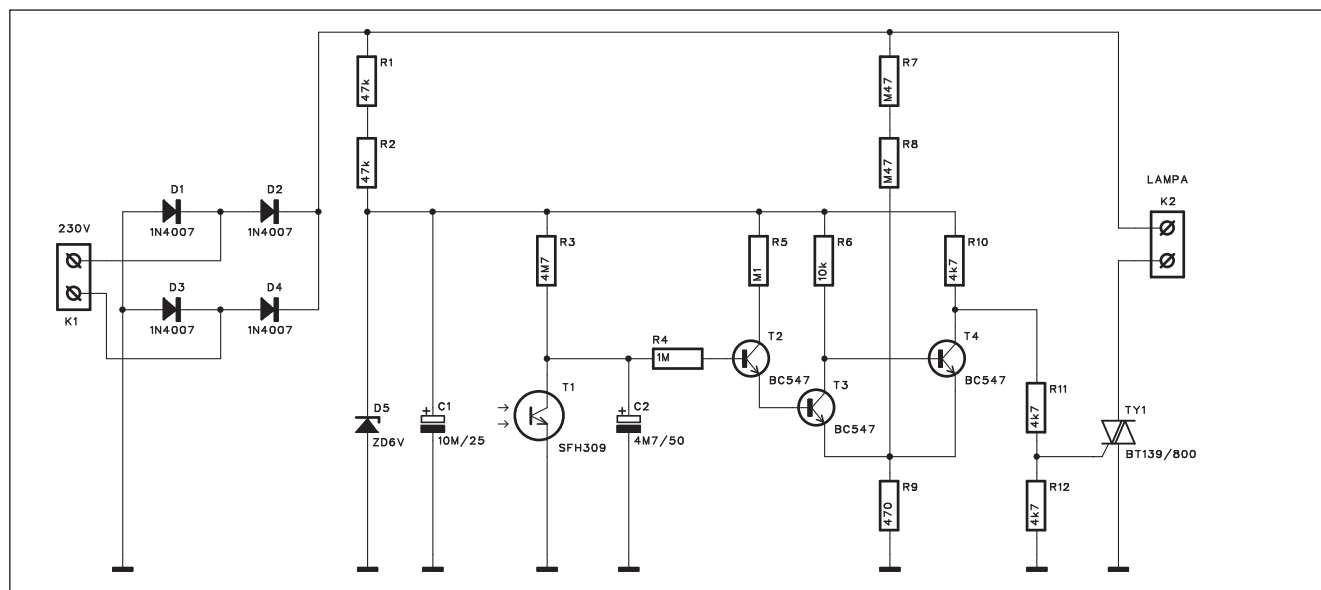 R1
47k
R2
47k
R7
M47
R8
M47
LAMPA
K2
230V
K1
D1
1N4007
D2
1N4007
D3
1N4007
D4
1N4007
R3
4M7
R5
M1
R6
10k
R10
4k7
R4
1M
T2
BC547
T3
BC547
T4
BC547
D5
ZD6V
+
C1
10M/25
T1
SFH309
+
C2
4M7/50
R9
470
R11
4k7
R12
4k7
TY1
BT139/800